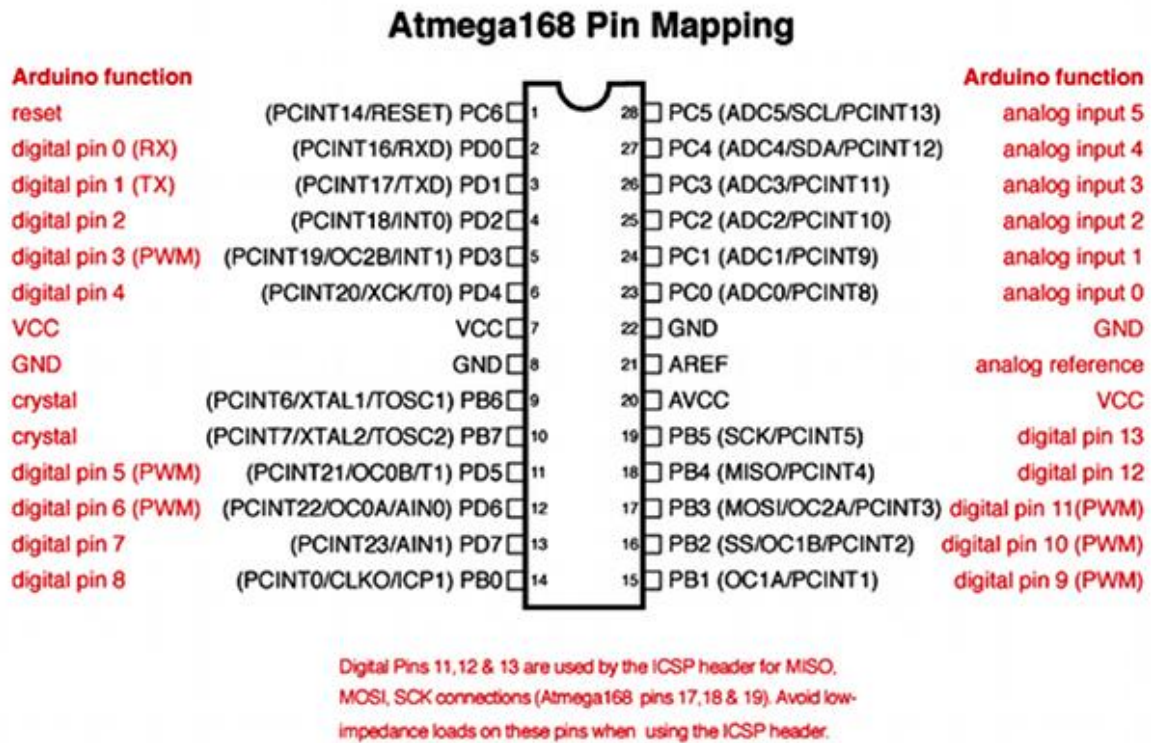 Atmega168 Pin Mapping
Arduino function Arduino function
reset (PCINT14/RESET) PC6 1 28 PC5 (ADC5/SCL/PCINT13) analog input 5
digital pin 0 (RX) (PCINT16/RXD) PD0 2 27 PC4 (ADC4/SDA/PCINT12) analog input 4
digital pin 1 (TX) (PCINT17/TXD) PD1 3 26 PC3 (ADC3/PCINT11) analog input 3
digital pin 2 (PCINT18/INT0) PD2 4 25 PC2 (ADC2/PCINT10) analog input 2
digital pin 3 (PWM) (PCINT19/OC2B/INT1) PD3 5 24 PC1 (ADC1/PCINT9) analog input 1
digital pin 4 (PCINT20/XCK/T0) PD4 6 23 PC0 (ADC0/PCINT8) analog input 0
VCC VCC 7 22 GND GND
GND GND 8 21 AREF analog reference
crystal (PCINT6/XTAL1/TOSC1) PB6 9 20 AVCC VCC
crystal (PCINT7/XTAL2/TOSC2) PB7 10 19 PB5 (SCK/PCINT5) digital pin 13
digital pin 5 (PWM) (PCINT21/OC0B/T1) PD5 11 18 PB4 (MISO/PCINT4) digital pin 12
digital pin 6 (PWM) (PCINT22/OC0A/AIN0) PD6 12 17 PB3 (MOSI/OC2A/PCINT3) digital pin 11(PWM)
digital pin 7 (PCINT23/AIN1) PD7 13 16 PB2 (SS/OC1B/PCINT2) digital pin 10 (PWM)
digital pin 8 (PCINT0/CLKO/ICP1) PB0 14 15 PB1 (OC1A/PCINT1) digital pin 9 (PWM)
Digital Pins 11,12 & 13 are used by the ICSP header for MISO,
MOSI, SCK connections (Atmega168 pins 17,18 & 19). Avoid low-
impedance loads on these pins when using the ICSP header.